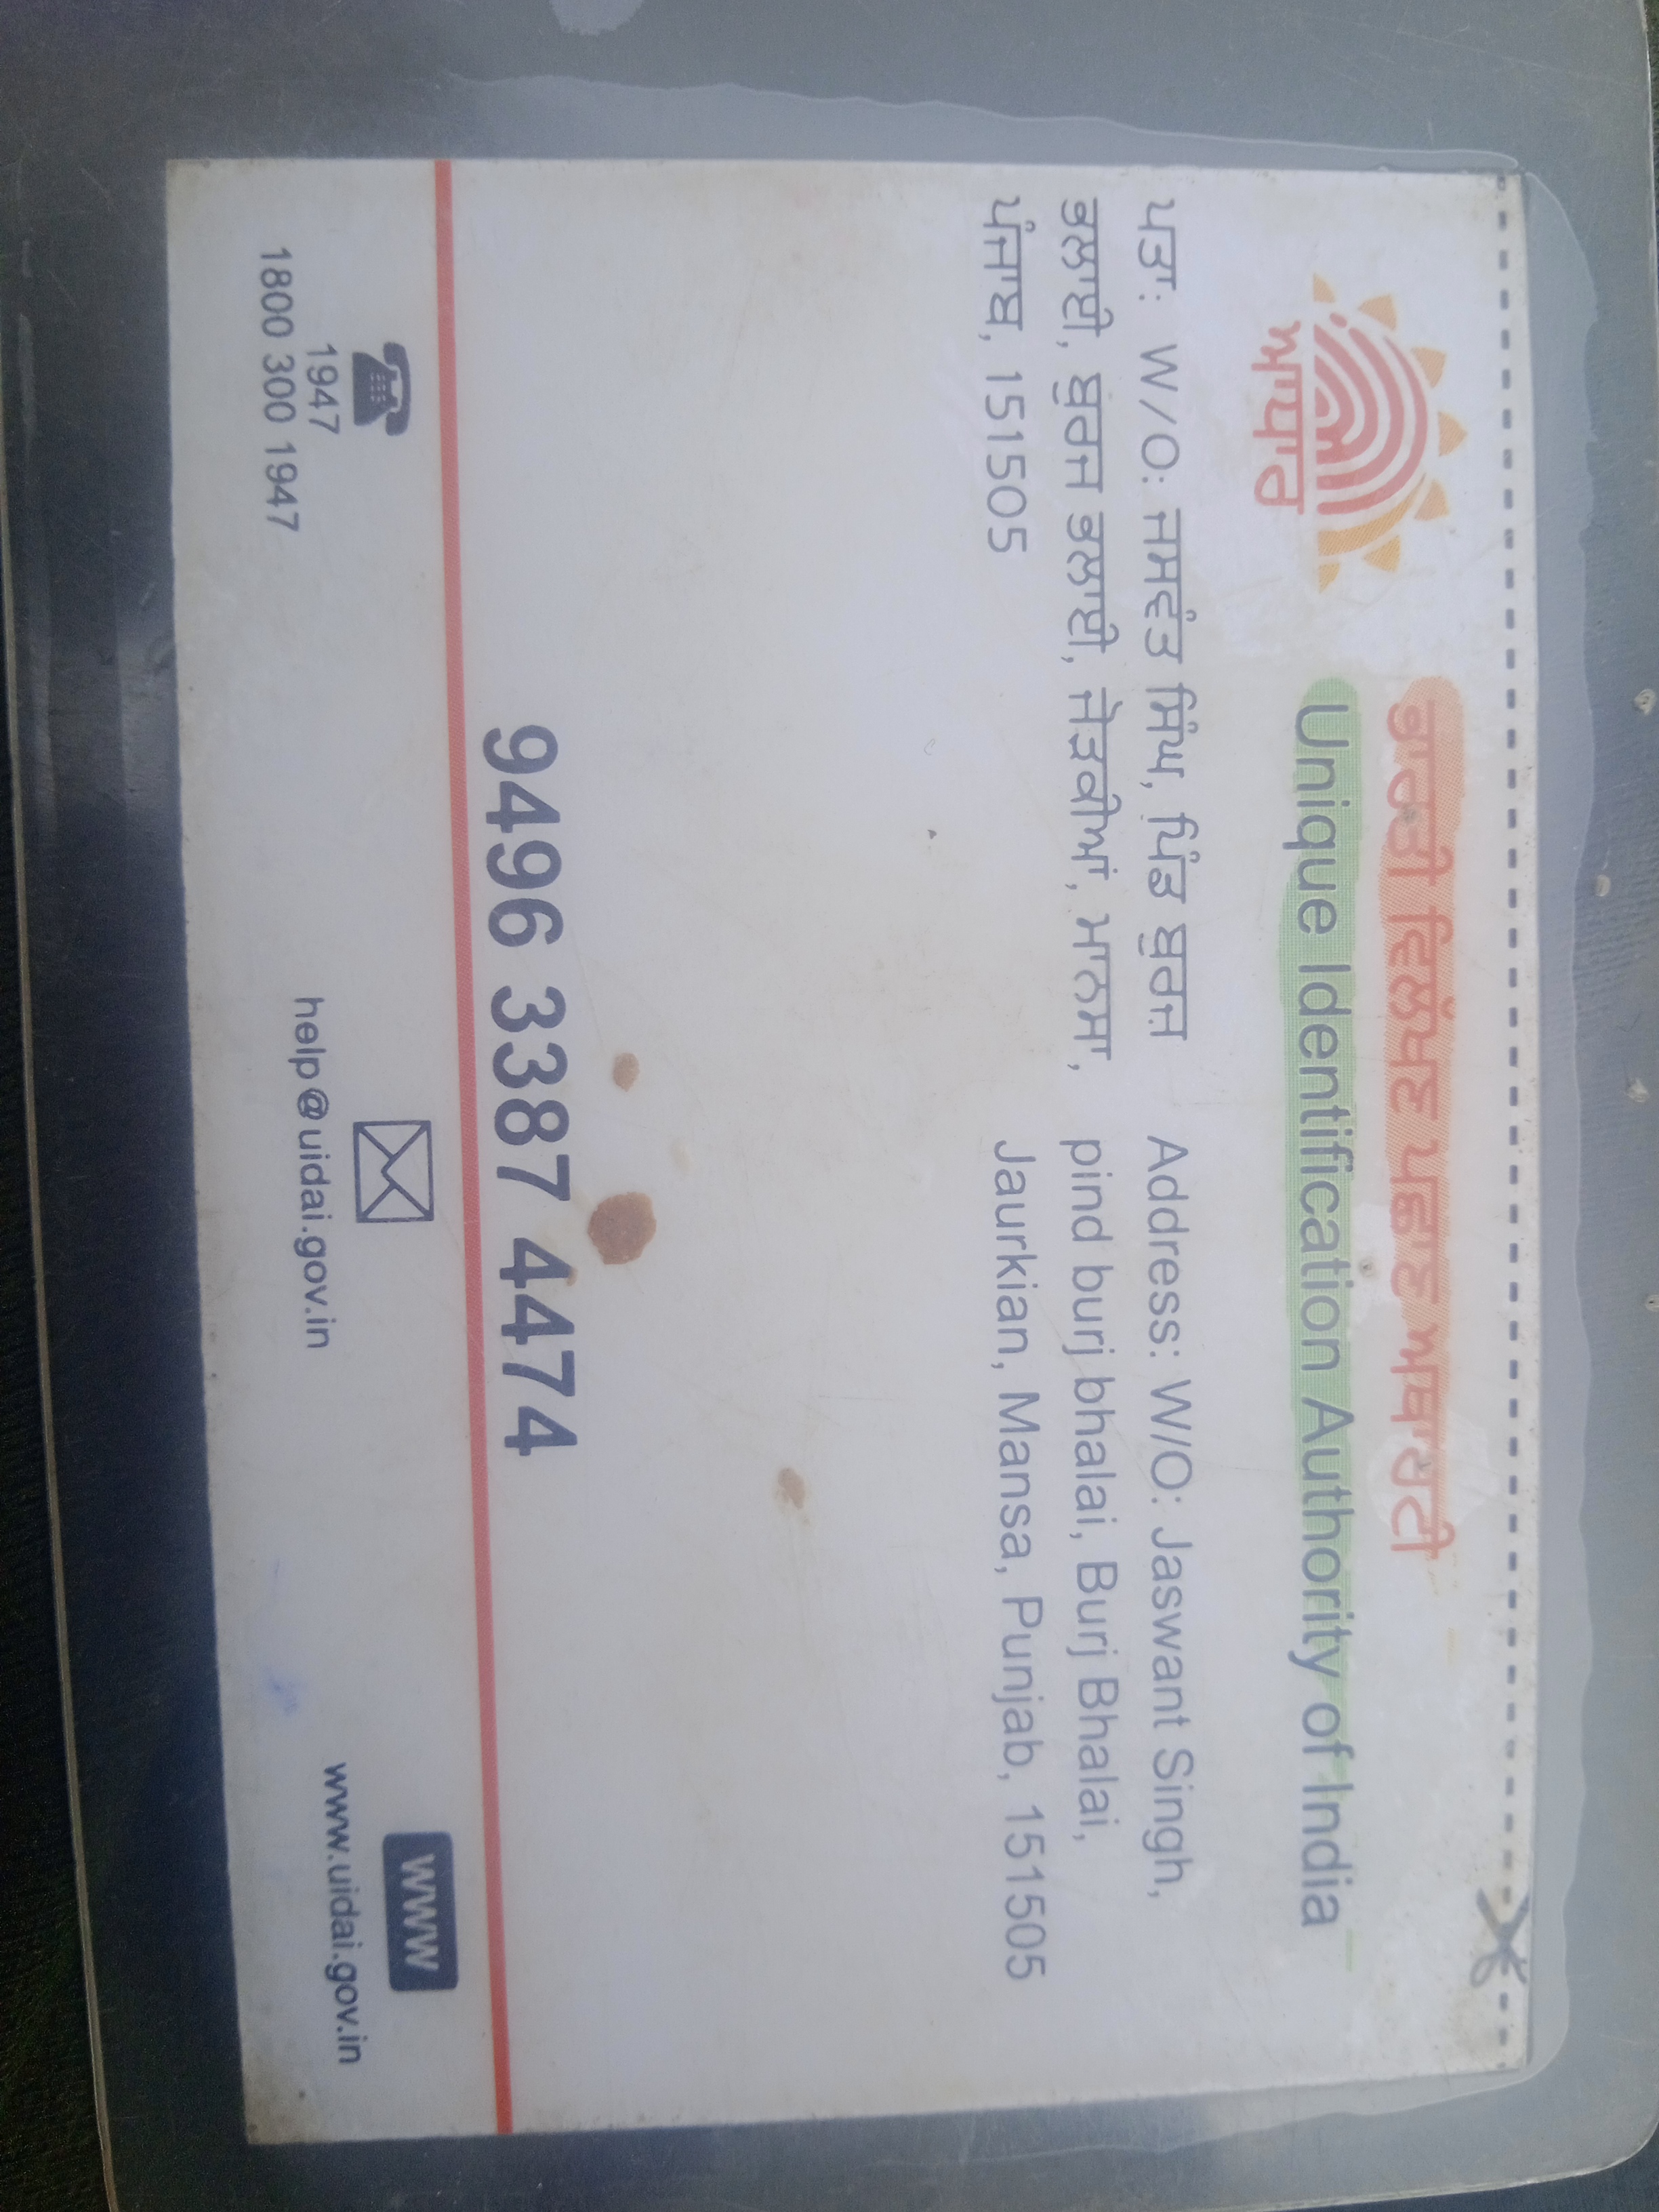 ਭਾਰਤੀ ਵਿਲੱਖਣ ਪਛਾਣ ਅਥਾਰਟੀ
Unique Identification Authority of India
ਆਧਾਰ
ਪਤਾ: W/O: ਜਸਵੰਤ ਸਿੰਘ, ਪਿੰਡ ਬੁਰਜ
ਭਲਾਈ, ਬੁਰਜ ਭਲਾਈ, ਜੋੜਕੀਆਂ, ਮਾਨਸਾ,
ਪੰਜਾਬ, 151505
Address: W/O: Jaswant Singh,
pind burj bhalai, Burj Bhalai,
Jaurkian, Mansa, Punjab, 151505
9496 3387 4474
1947
1800 300 1947
help@uidai.gov.in
www
www.uidai.gov.in